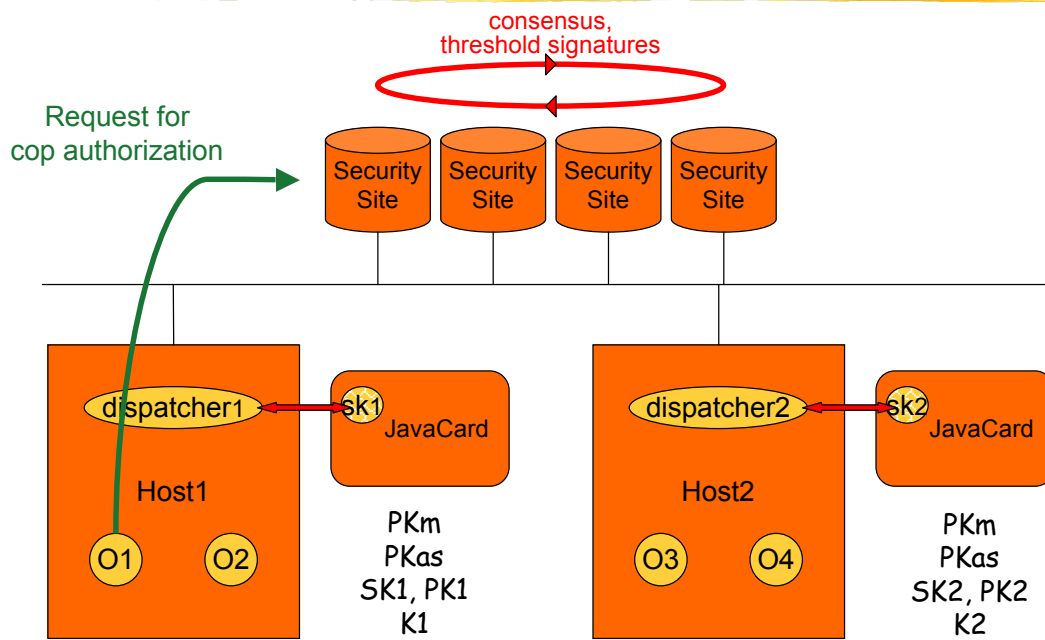 consensus,
threshold signatures
Request for
cop authorization
Security
Site
Security
Site
Security
Site
Security
Site
dispatcher1
sk1
JavaCard
Host1
O1
O2
PKm
PKas
SK1, PK1
K1
dispatcher2
sk2
JavaCard
Host2
O3
O4
PKm
PKas
SK2, PK2
K2